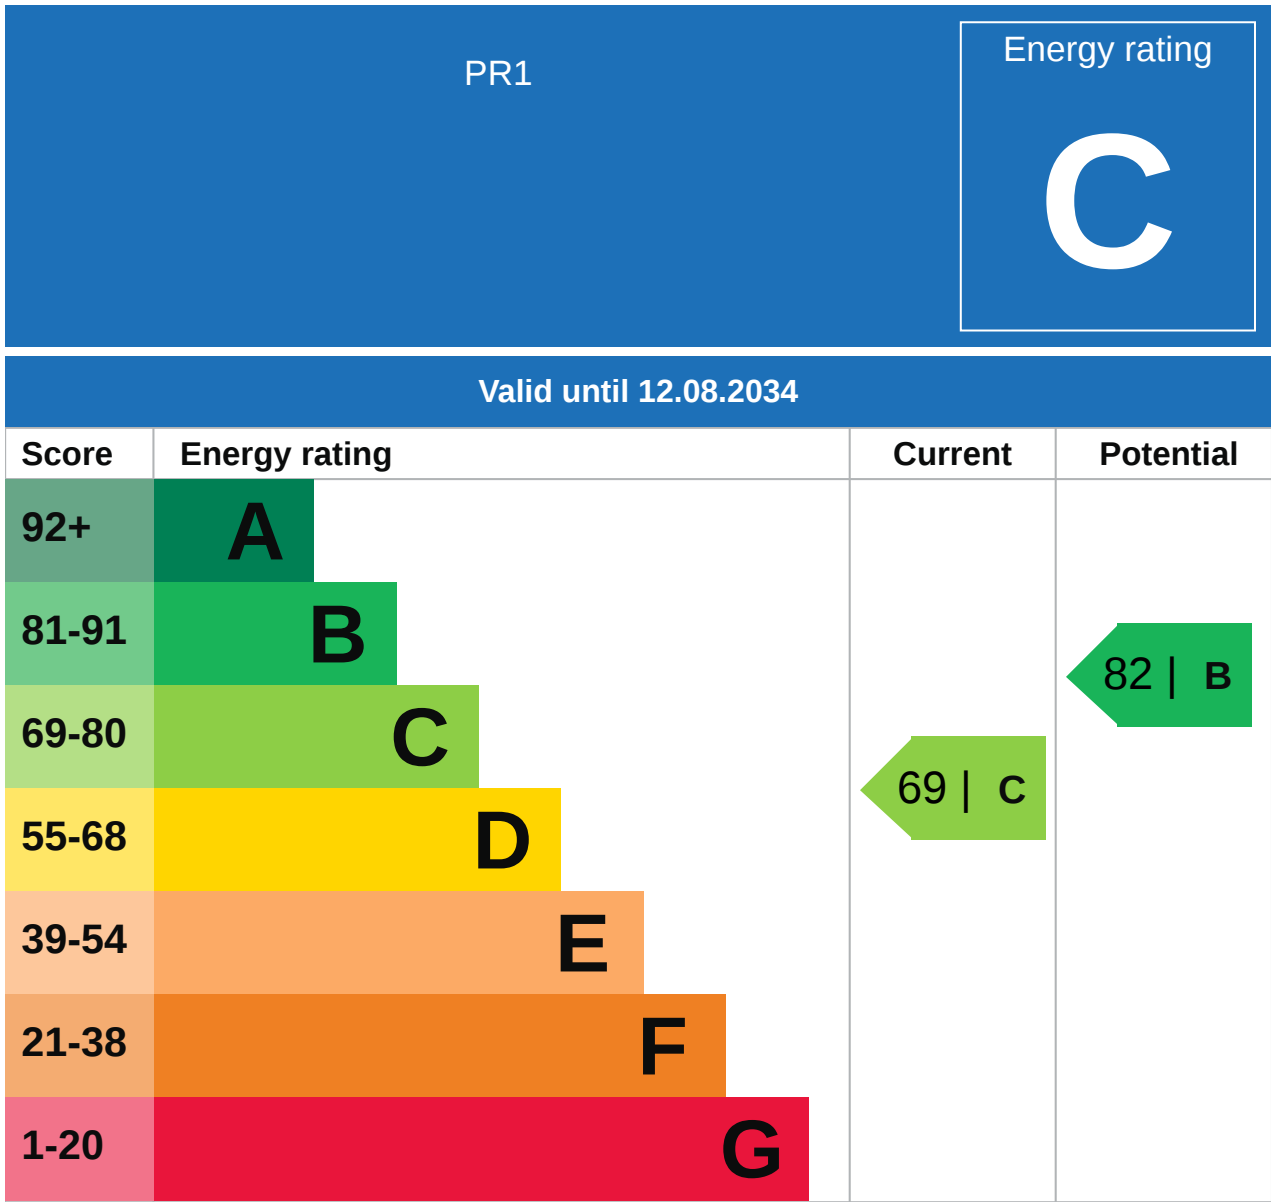 PR1
Energy rating
C
Valid until 12.08.2034
Score Energy rating Current Potential
92+ A
81-91 B
82 | B
69-80 C
69 | C
55-68 D
39-54 E
21-38 F
1-20 G